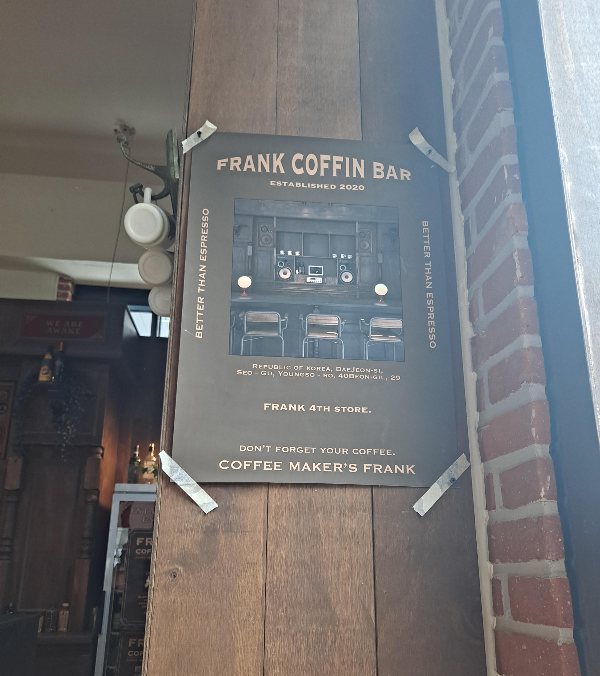 FRANK COFFIN BAR
ESTABLISHED 2020
BETTER THAN ESPRESSO
BETTER THAN ESPRESSO
REPUBLIC OF KOREA, DAEJEON-SI,
SEO - GU, YOUNGSO - RO, 40BEON-GIL, 29
FRANK 4TH STORE.
DON'T FORGET YOUR COFFEE.
COFFEE MAKER'S FRANK
WE ARE
AWAKE